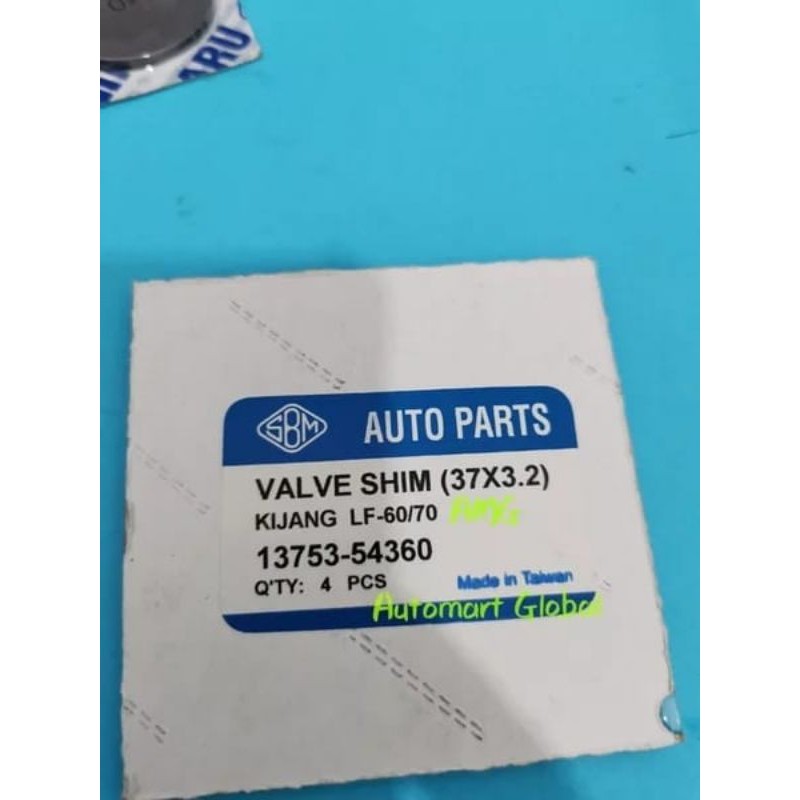 ARU
SBM AUTO PARTS
VALVE SHIM (37X3.2)
KIJANG LF-60/70
13753-54360
Q'TY: 4 PCS Made in Taiwan
Automart Global